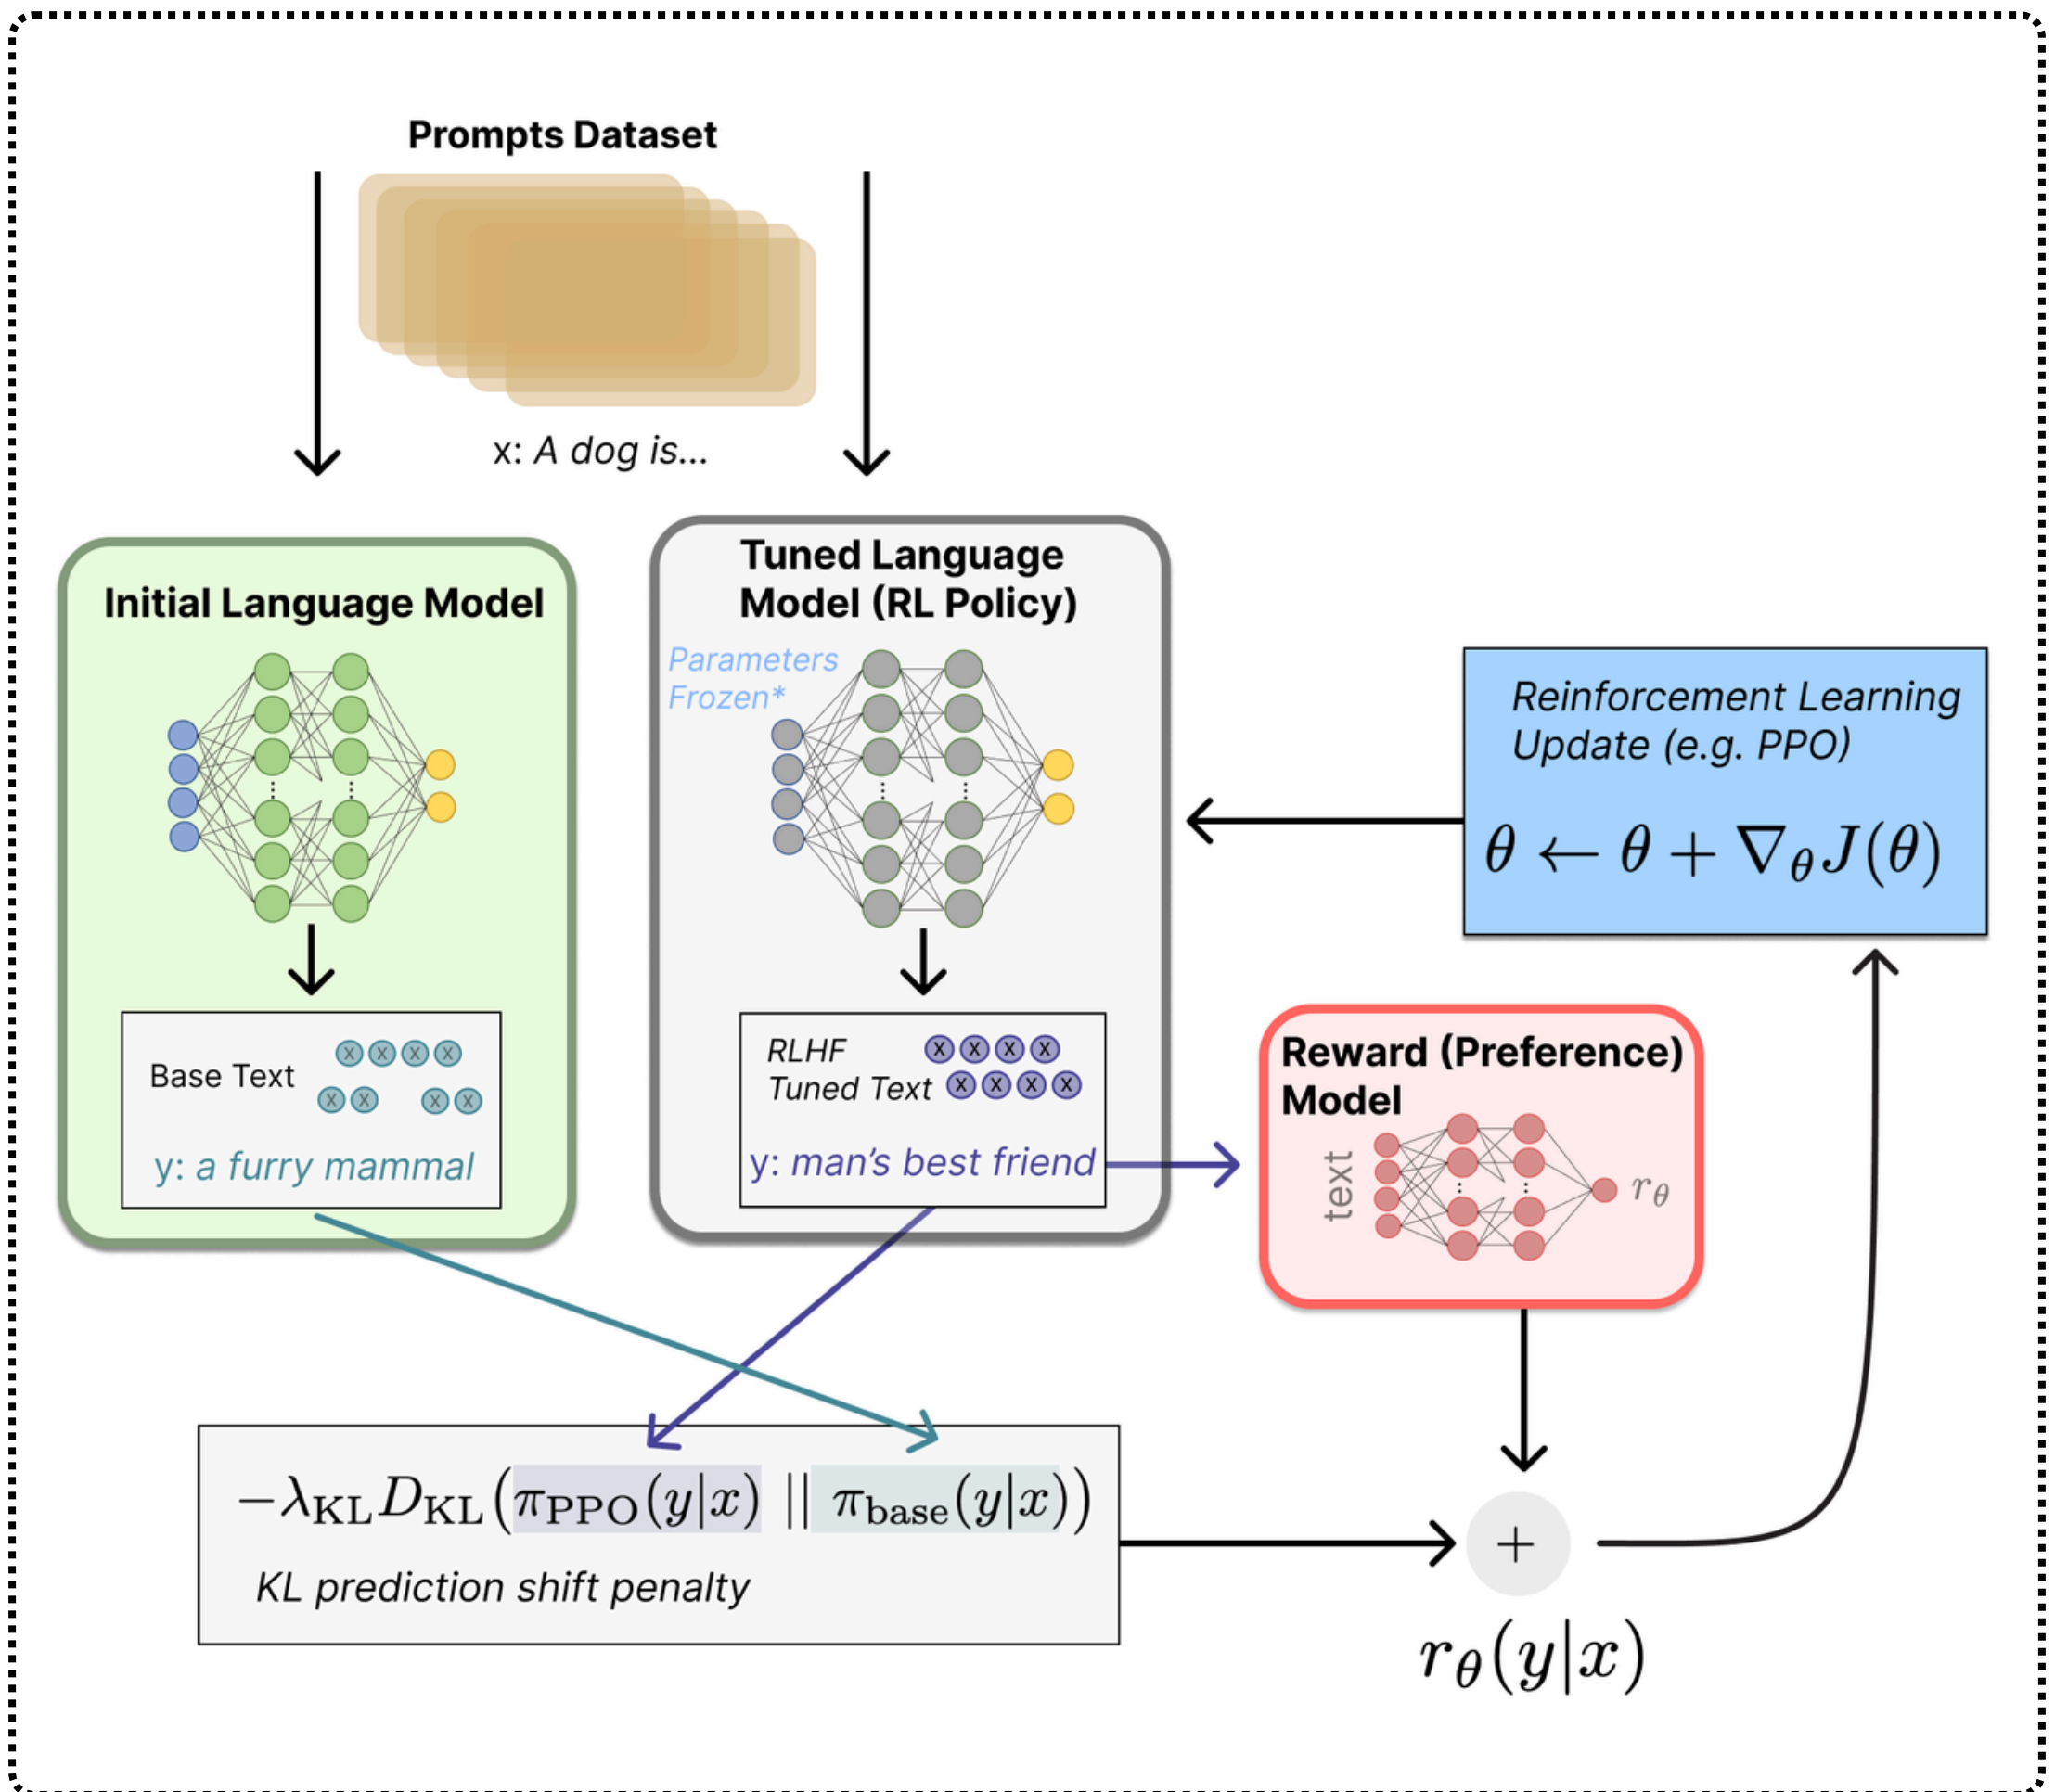 Prompts Dataset
x: A dog is...
Initial Language Model
Base Text
x x x x
x x x x
y: a furry mammal
Tuned Language
Model (RL Policy)
Parameters
Frozen*
RLHF
Tuned Text
x x x x
x x x x
y: man's best friend
Reinforcement Learning
Update (e.g. PPO)
θ ← θ + ∇θJ(θ)
Reward (Preference)
Model
text
rθ
−λKL DKL(πPPO(y|x) || πbase(y|x))
KL prediction shift penalty
+
rθ(y|x)